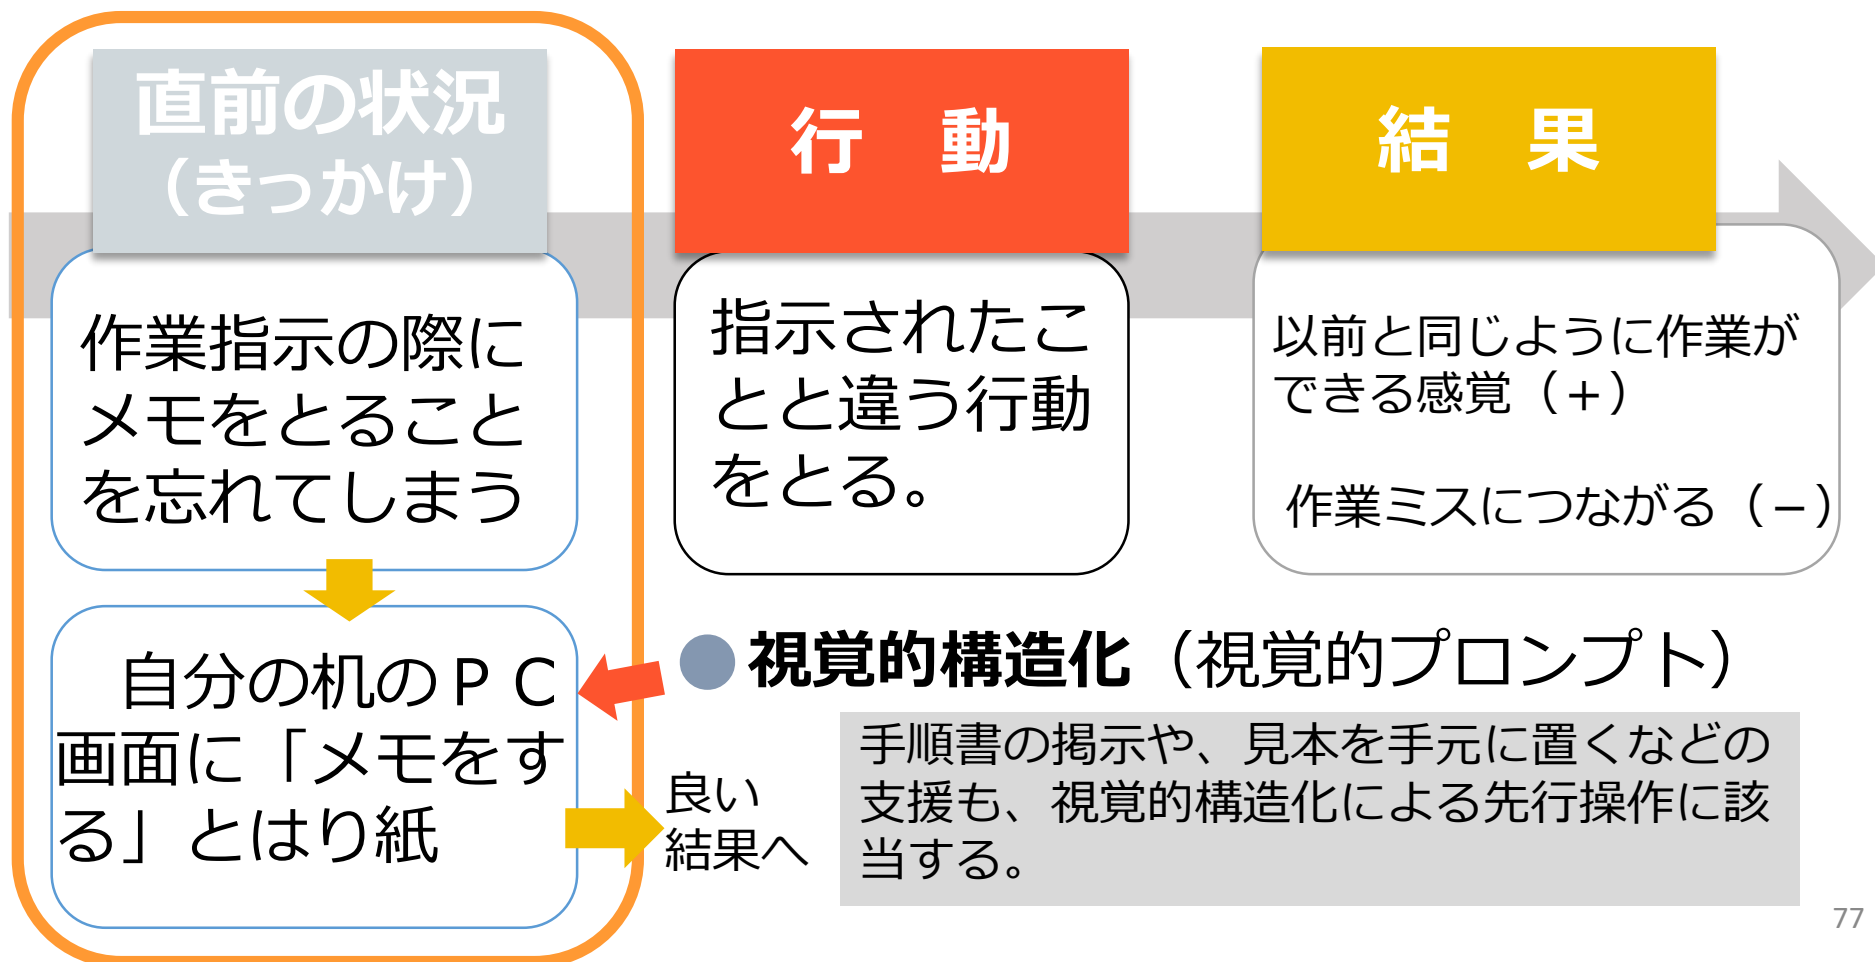 直前の状況
（きっかけ）
行　動
結　果
作業指示の際に
メモをとること
を忘れてしまう
指示されたこ
とと違う行動
をとる。
以前と同じように作業が
できる感覚（+）
作業ミスにつながる（−）
自分の机のＰＣ
画面に「メモをす
る」とはり紙
良い
結果へ
視覚的構造化（視覚的プロンプト）
手順書の掲示や、見本を手元に置くなどの
支援も、視覚的構造化による先行操作に該
当する。
77